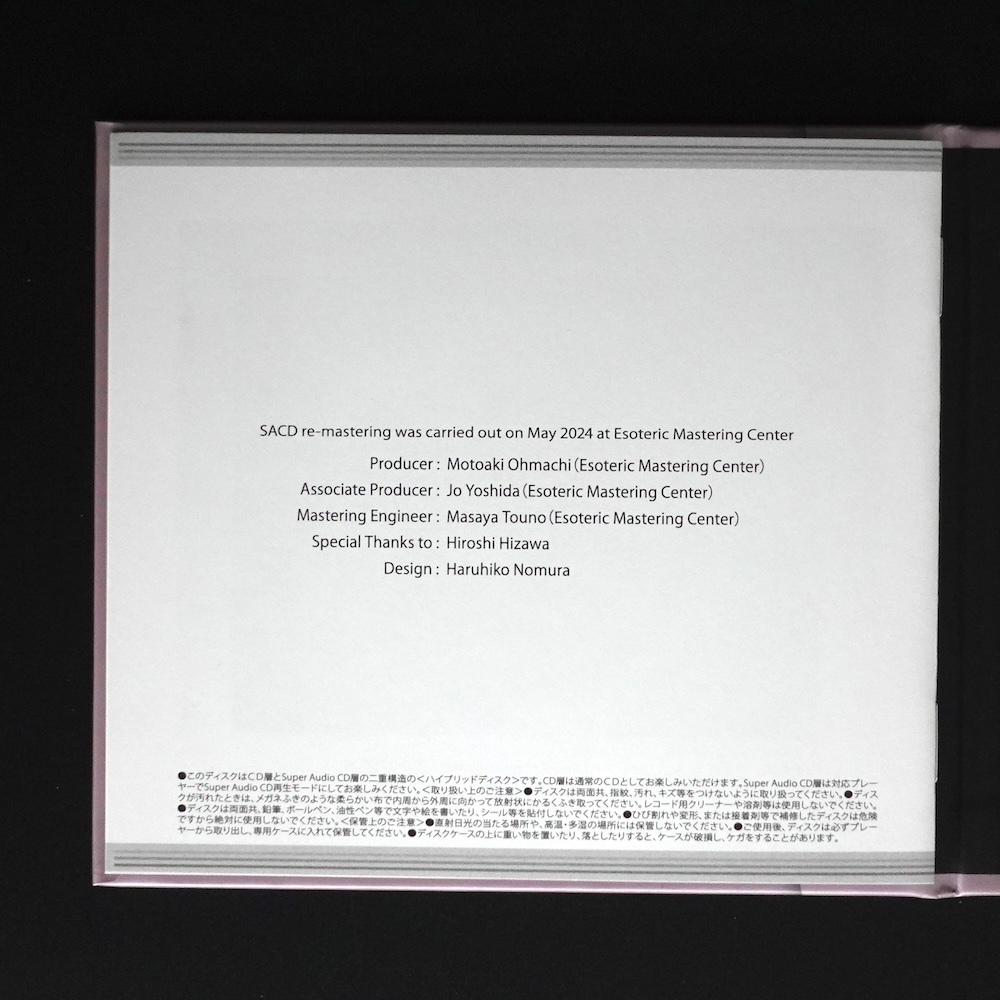 SACD re-mastering was carried out on May 2024 at Esoteric Mastering Center
Producer : Motoaki Ohmachi (Esoteric Mastering Center)
Associate Producer : Jo Yoshida (Esoteric Mastering Center)
Mastering Engineer : Masaya Touno (Esoteric Mastering Center)
Special Thanks to : Hiroshi Hizawa
Design : Haruhiko Nomura
●このディスクはCD層とSuper Audio CD層の二重構造の<ハイブリッドディスク>です。CD層は通常のCDとしてお楽しみいただけます。Super Audio CD層は対応プレー
ヤーでSuper Audio CD再生モードにしてお楽しみください。<取り扱い上のご注意>●ディスクは両面共、指紋、汚れ、キズ等をつけないように取り扱ってください。●ディス
クが汚れたときは、メガネふきのような柔らかい布で内周から外周に向かって放射状にかるくふき取ってください。レコード用クリーナーや溶剤等は使用しないでください。
●ディスクは両面共、鉛筆、ボールペン、油性ペン等で文字や絵を書いたり、シール等を貼付しないでください。●ひび割れや変形、または接着剤等で補修したディスクは危険
ですから絶対に使用しないでください。<保管上のご注意>●直射日光の当たる場所や、高温・多湿の場所には保管しないでください。●ご使用後、ディスクは必ずプレー
ヤーから取り出し、専用ケースに入れて保管してください。●ディスクケースの上に重い物を置いたり、落としたりすると、ケースが破損し、ケガをすることがあります。